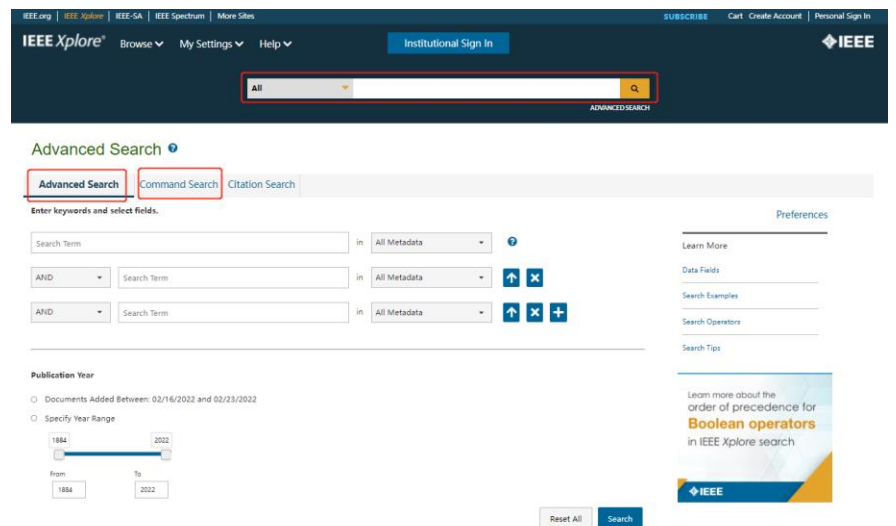 IEEE.org | IEEE Xplore | IEEE-SA | IEEE Spectrum | More Sites SUBSCRIBE Cart Create Account | Personal Sign In
IEEE Xplore® Browse My Settings Help Institutional Sign In IEEE
All
ADVANCED SEARCH
Advanced Search ?
Advanced Search Command Search Citation Search
Enter keywords and select fields. Preferences
Search Term in All Metadata ? Learn More
AND Search Term in All Metadata Data Fields
Search Examples
AND Search Term in All Metadata Search Operators
Search Tips
Publication Year
Documents Added Between: 02/16/2022 and 02/23/2022
Specify Year Range
1884 2022
From To
1884 2022
Learn more about the
order of precedence for
Boolean operators
in IEEE Xplore search
IEEE
Reset All Search